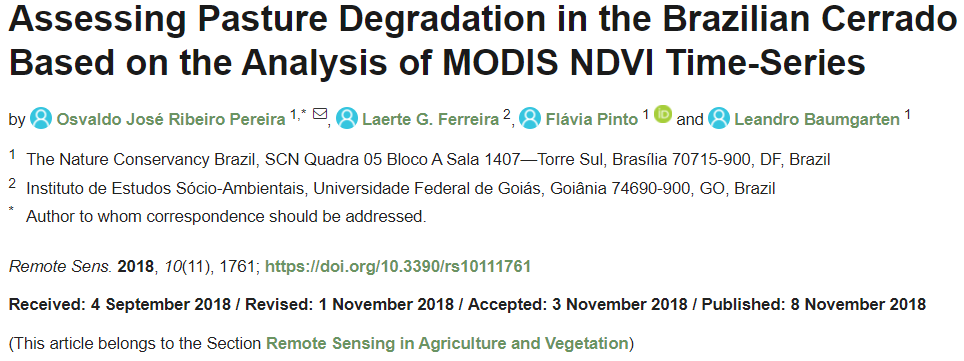 Assessing Pasture Degradation in the Brazilian Cerrado
Based on the Analysis of MODIS NDVI Time-Series
by Osvaldo José Ribeiro Pereira 1,*, Laerte G. Ferreira 2, Flávia Pinto 1 iD and Leandro Baumgarten 1
1 The Nature Conservancy Brazil, SCN Quadra 05 Bloco A Sala 1407—Torre Sul, Brasília 70715-900, DF, Brazil
2 Instituto de Estudos Sócio-Ambientais, Universidade Federal de Goiás, Goiânia 74690-900, GO, Brazil
* Author to whom correspondence should be addressed.
Remote Sens. 2018, 10(11), 1761; https://doi.org/10.3390/rs10111761
Received: 4 September 2018 / Revised: 1 November 2018 / Accepted: 3 November 2018 / Published: 8 November 2018
(This article belongs to the Section Remote Sensing in Agriculture and Vegetation)